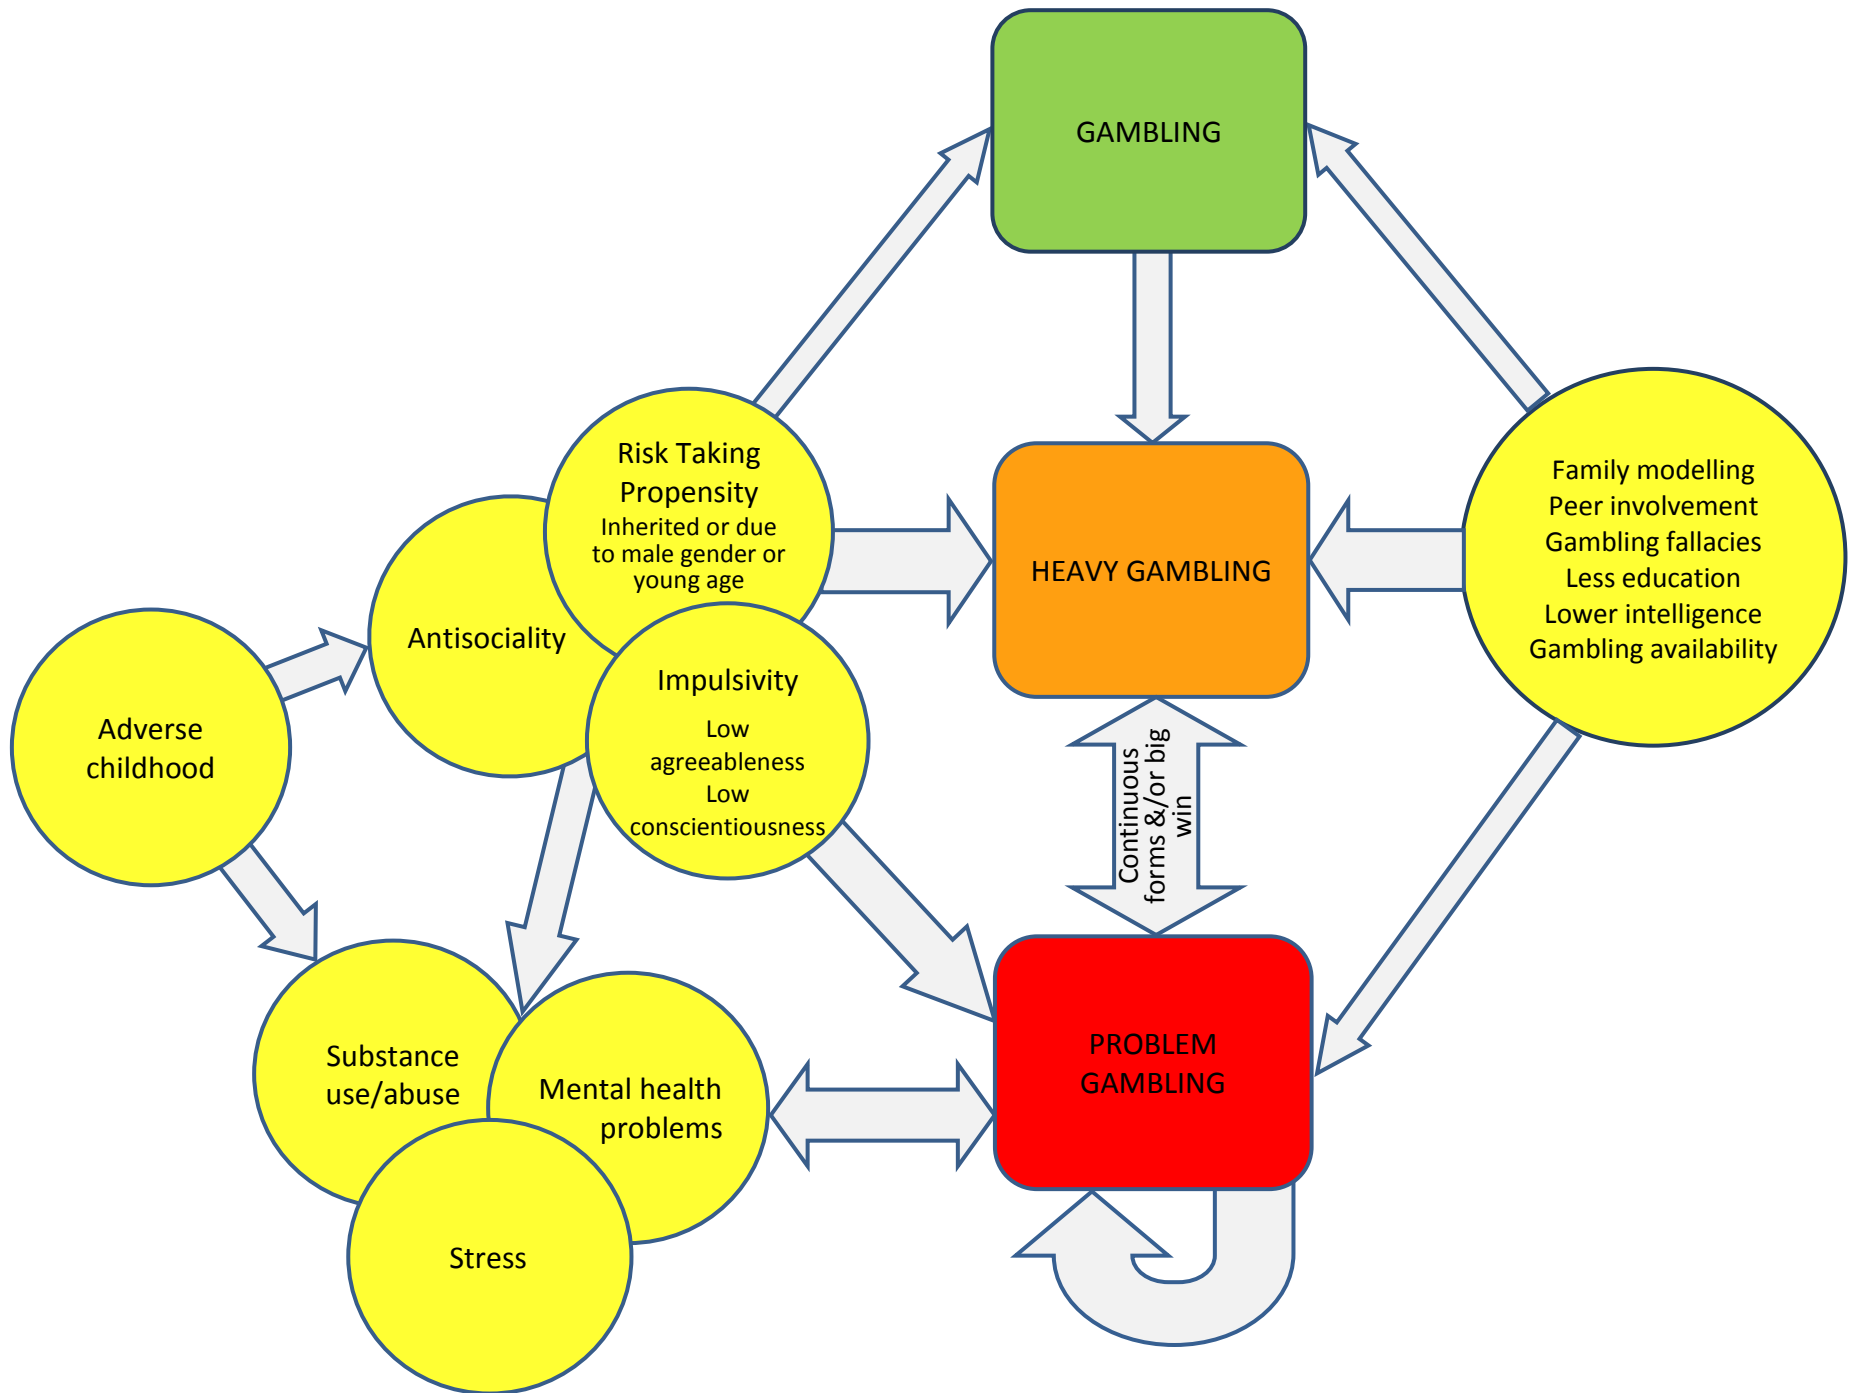 GAMBLING
Risk Taking
Propensity
Inherited or due
to male gender or
young age
HEAVY GAMBLING
Family modelling
Peer involvement
Gambling fallacies
Less education
Lower intelligence
Gambling availability
Antisociality
Impulsivity
Low
agreeableness
Low
conscientiousness
Adverse
childhood
Continuous
forms &/or big
win
Substance
use/abuse
Mental health
problems
Stress
PROBLEM
GAMBLING